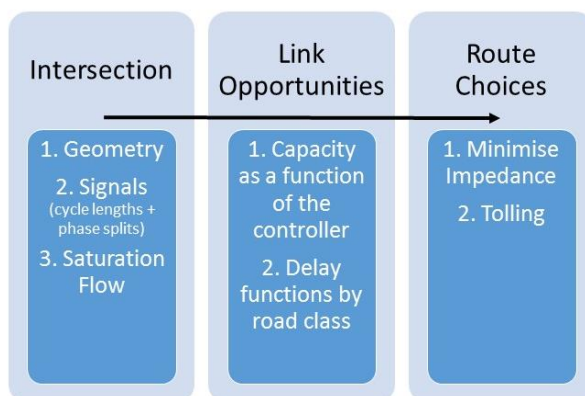 Intersection
1. Geometry
2. Signals
(cycle lengths +
phase splits)
3. Saturation
Flow
Link
Opportunities
1. Capacity
as a function
of the
controller
2. Delay
functions by
road class
Route
Choices
1. Minimise
Impedance
2. Tolling